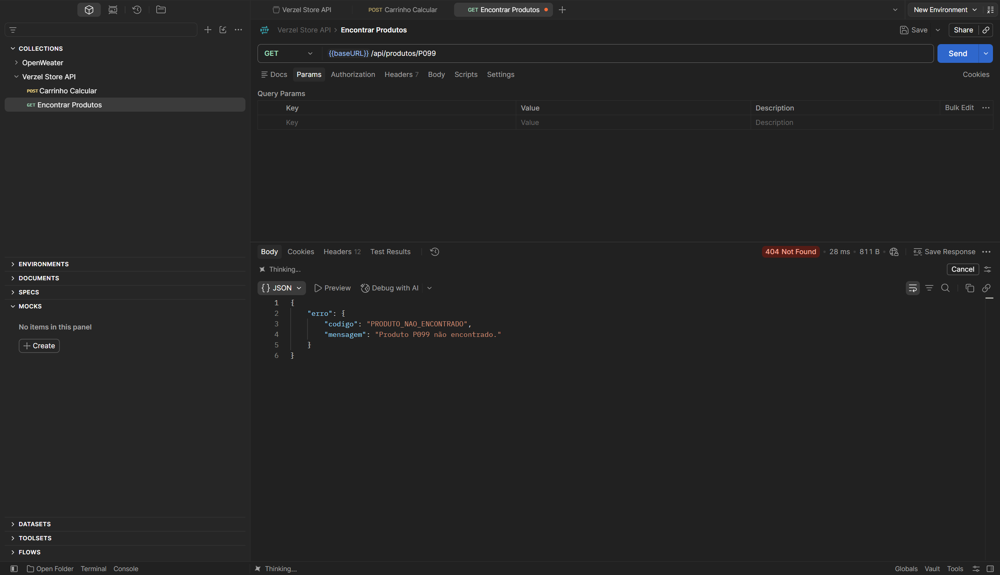 Verzel Store API
POST Carrinho Calcular
GET Encontrar Produtos
New Environment
HTTP Verzel Store API > Encontrar Produtos
Save
Share
COLLECTIONS
OpenWeater
Verzel Store API
POST Carrinho Calcular
GET Encontrar Produtos
GET
{{baseURL}} /api/produtos/P099
Send
Docs Params Authorization Headers 7 Body Scripts Settings
Cookies
Query Params
Key Value Description Bulk Edit
Key Value Description
ENVIRONMENTS
DOCUMENTS
SPECS
MOCKS
No items in this panel
Create
DATASETS
TOOLSETS
FLOWS
Body Cookies Headers 12 Test Results
404 Not Found • 28 ms • 811 B •
e.g. Save Response
Thinking...
Cancel
{} JSON
Preview
Debug with AI
1 {
2 "erro": {
3 "codigo": "PRODUTO_NAO_ENCONTRADO",
4 "mensagem": "Produto P099 não encontrado."
5 }
6 }
Open Folder Terminal Console
Thinking...
Globals Vault Tools